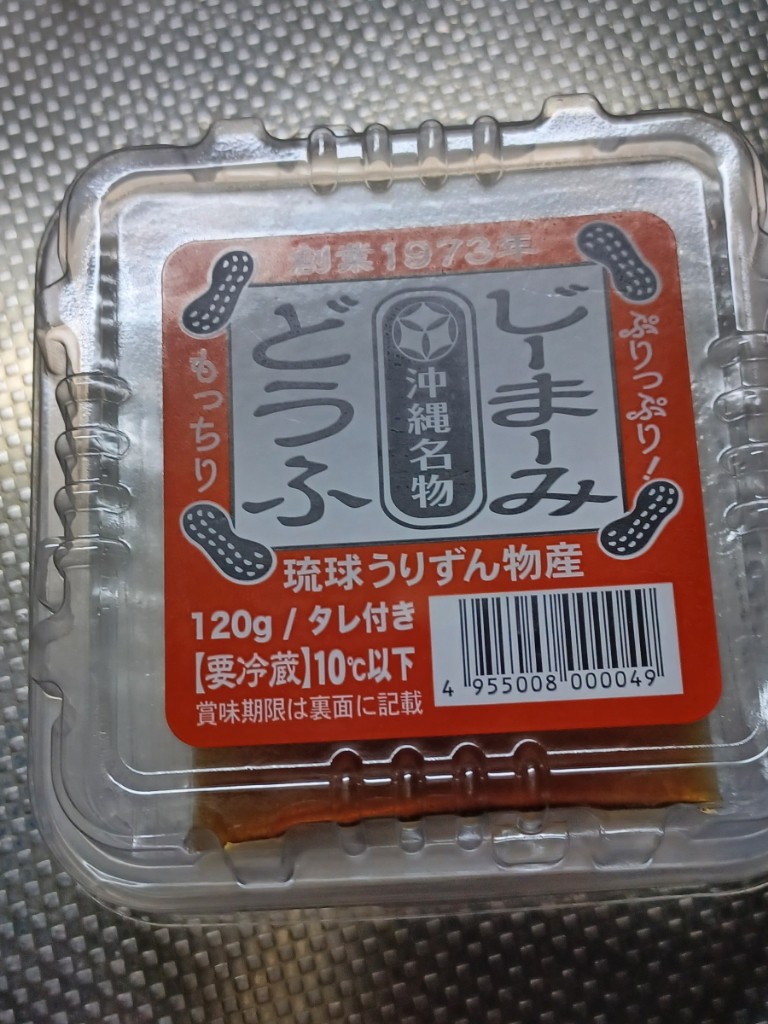 創業1973年
ぷりっぷり!
じーまーみ
沖縄名物
どうふ
もっちり
琉球うりずん物産
120g / タレ付き
【要冷蔵】10℃以下
賞味期限は裏面に記載
4 955008 000049